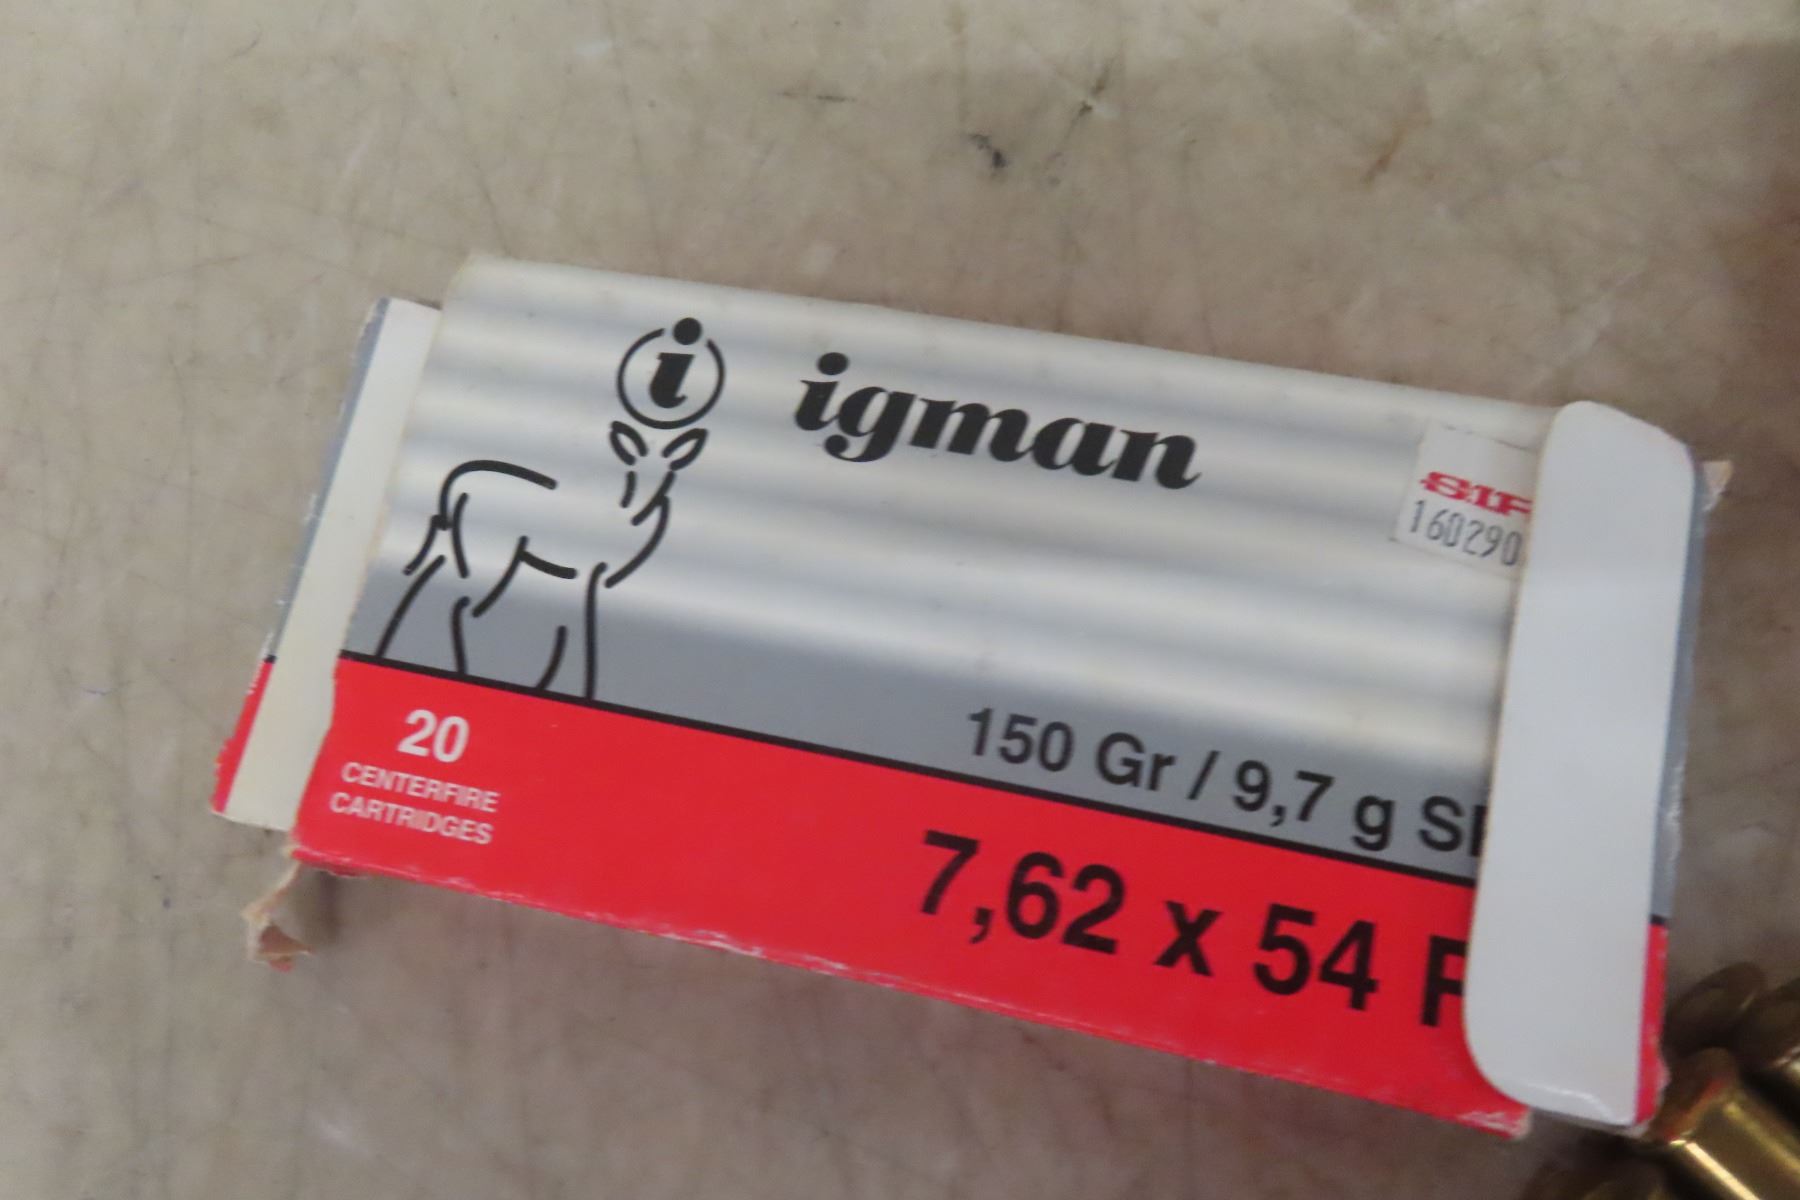 i igman
SIF
160290
150 Gr / 9,7 g
20
CENTERFIRE
CARTRIDGES
7,62 x 54